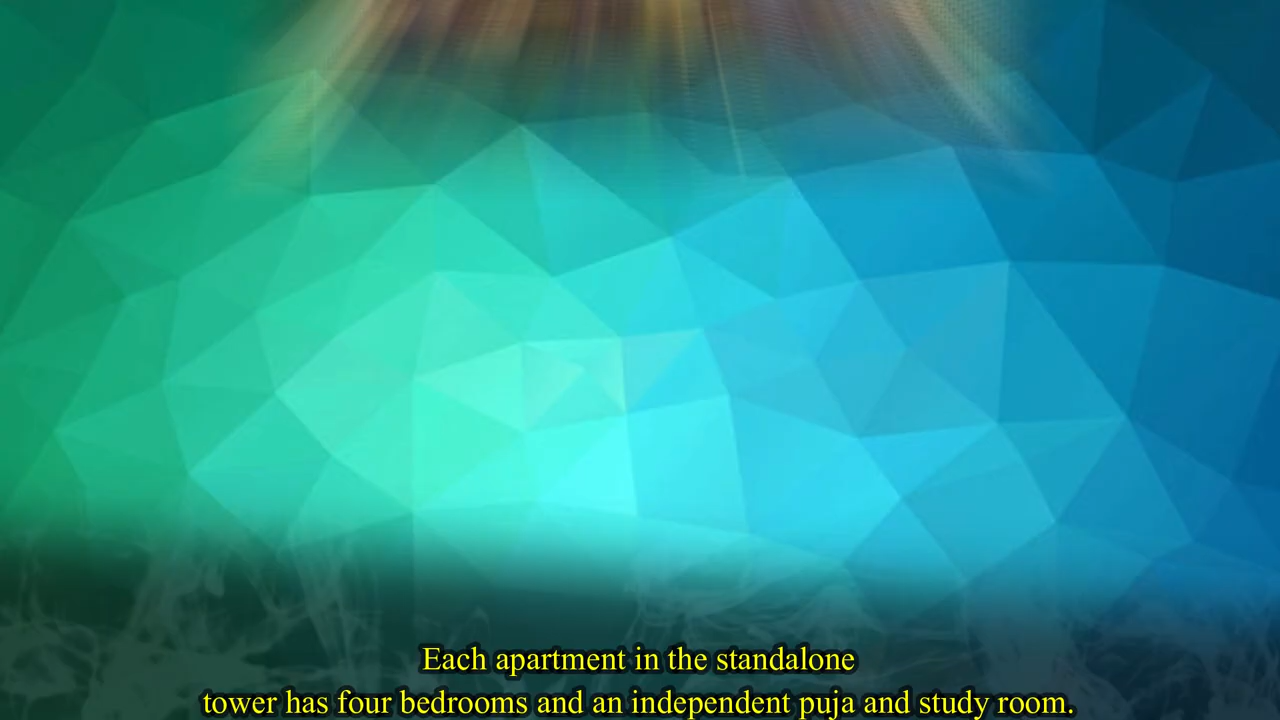 Each apartment in the standalone
tower has four bedrooms and an independent puja and study room.